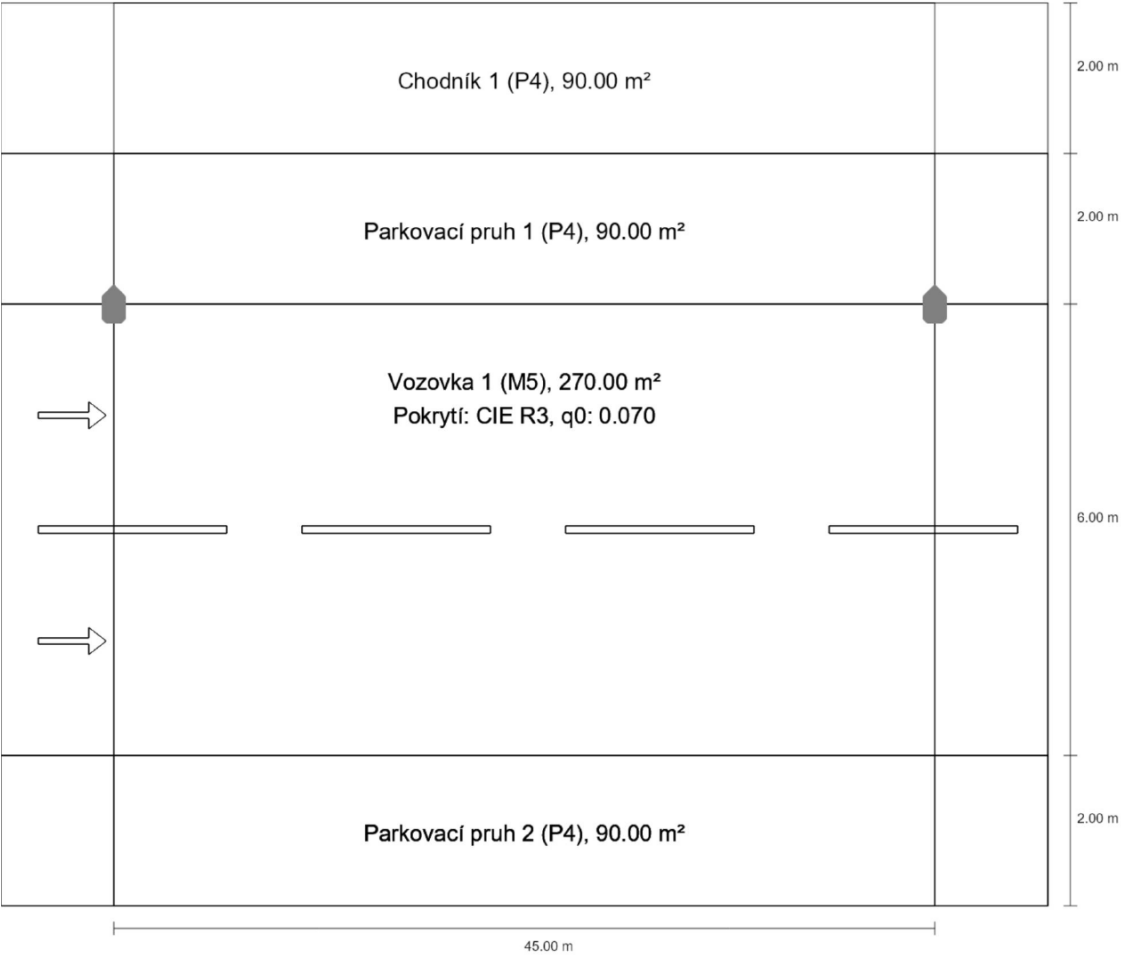 Chodník 1 (P4), 90.00 m²
2.00 m
Parkovací pruh 1 (P4), 90.00 m²
2.00 m
Vozovka 1 (M5), 270.00 m²
Pokrytí: CIE R3, q0: 0.070
6.00 m
Parkovací pruh 2 (P4), 90.00 m²
2.00 m
45.00 m